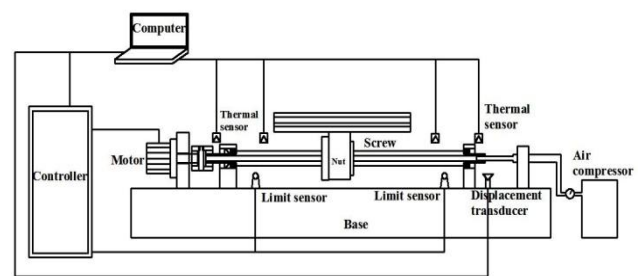 Computer
Thermal
sensor
Thermal
sensor
Screw
Motor
Nut
Air
compressor
Controller
Limit sensor
Limit sensor
Displacement
transducer
Base